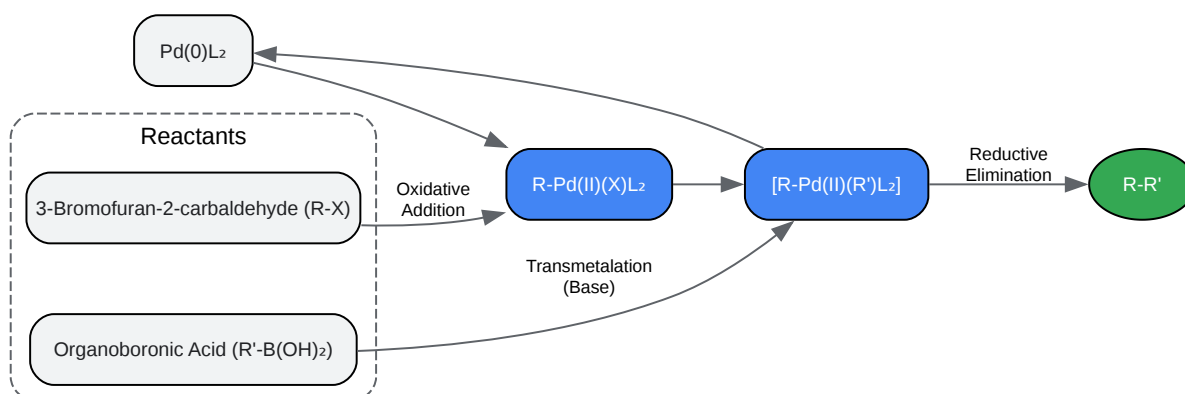 Pd(0)L₂
Reactants
3-Bromofuran-2-carbaldehyde (R-X)
Oxidative
Addition
R-Pd(II)(X)L₂
[R-Pd(II)(R')L₂]
Reductive
Elimination
R-R'
Transmetalation
(Base)
Organoboronic Acid (R'-B(OH)₂)